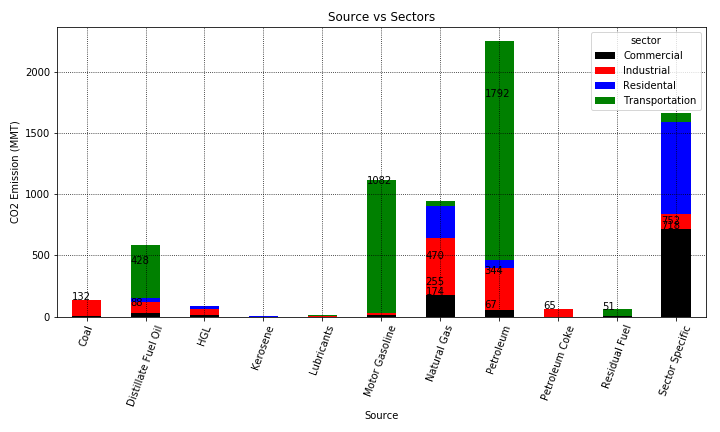 Source vs Sectors
sector
Commercial
Industrial
Residental
Transportation
CO2 Emission (MMT)
2000
1500
1000
500
0
1792
1082
428
470
255
174
344
67
132
65
51
718
Coal
Distillate Fuel Oil
HGL
Kerosene
Lubricants
Motor Gasoline
Natural Gas
Petroleum
Petroleum Coke
Residual Fuel
Sector Specific
Source